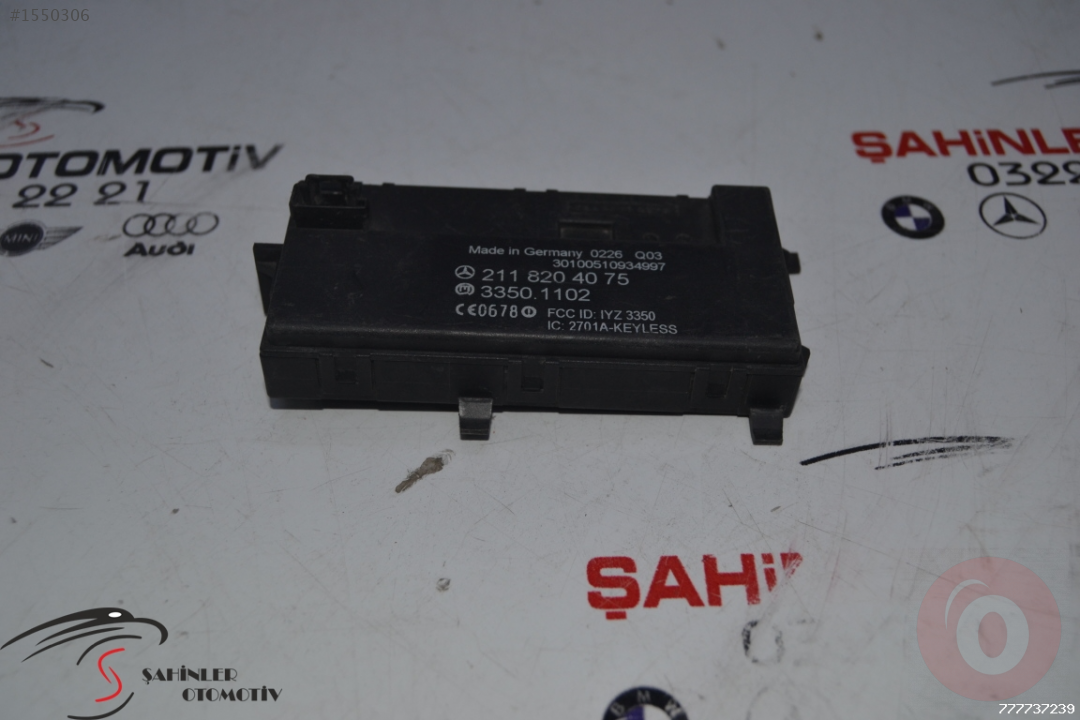 #1550306
OTOMOTİV
22 21
MINI
Audi
ŞAHİNLE
0322
Made in Germany 0226 Q03
30100510934997
211 820 40 75
3350.1102
CE0678
FCC ID: IYZ 3350
IC: 2701A-KEYLESS
ŞAHİ
BMW
ŞAHİNLER
OTOMOTİV
777737239